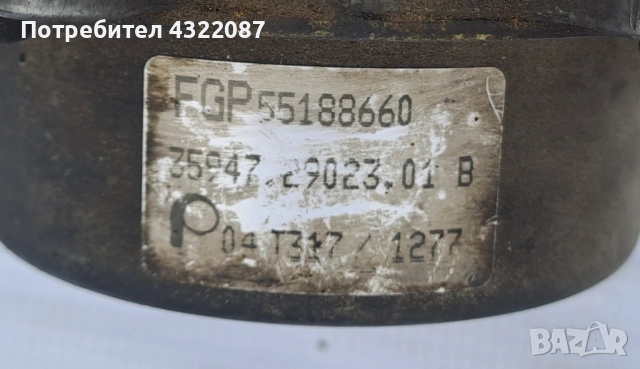 Потребител 4322087
FGP 55188660
35947.29023.01 B
P 04 T317 / 1277
BAZAR